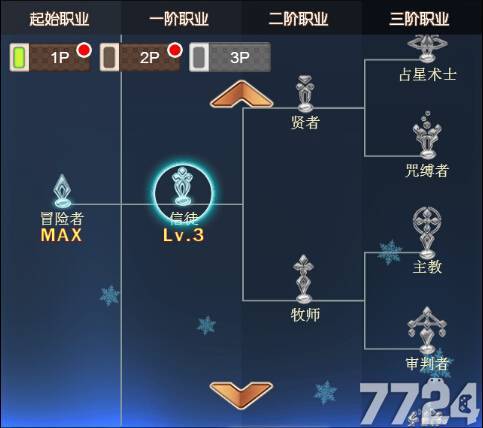 起始职业 一阶职业 二阶职业 三阶职业
1P 2P 3P
占星术士
贤者
咒缚者
冒险者 信徒
MAX Lv.3
主教
牧师
审判者
7724